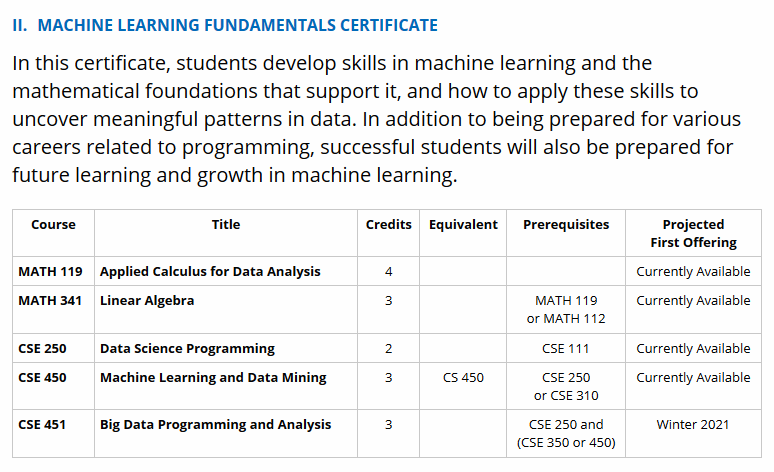 II. MACHINE LEARNING FUNDAMENTALS CERTIFICATE
In this certificate, students develop skills in machine learning and the
mathematical foundations that support it, and how to apply these skills to
uncover meaningful patterns in data. In addition to being prepared for various
careers related to programming, successful students will also be prepared for
future learning and growth in machine learning.
Course Title Credits Equivalent Prerequisites Projected
First Offering
MATH 119 Applied Calculus for Data Analysis 4 Currently Available
MATH 341 Linear Algebra 3 MATH 119 Currently Available
or MATH 112
CSE 250 Data Science Programming 2 CSE 111 Currently Available
CSE 450 Machine Learning and Data Mining 3 CS 450 CSE 250 Currently Available
or CSE 310
CSE 451 Big Data Programming and Analysis 3 CSE 250 and Winter 2021
(CSE 350 or 450)